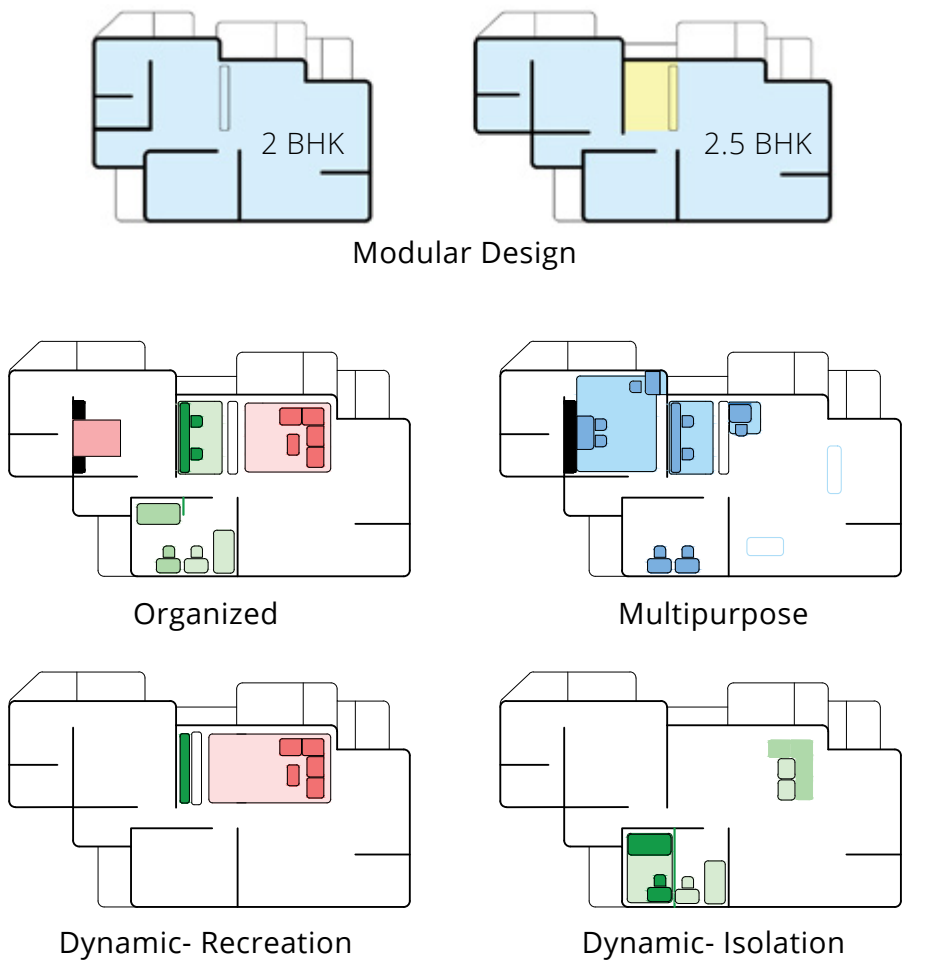 2 BHK
2.5 BHK
Modular Design
Organized
Multipurpose
Dynamic- Recreation
Dynamic- Isolation